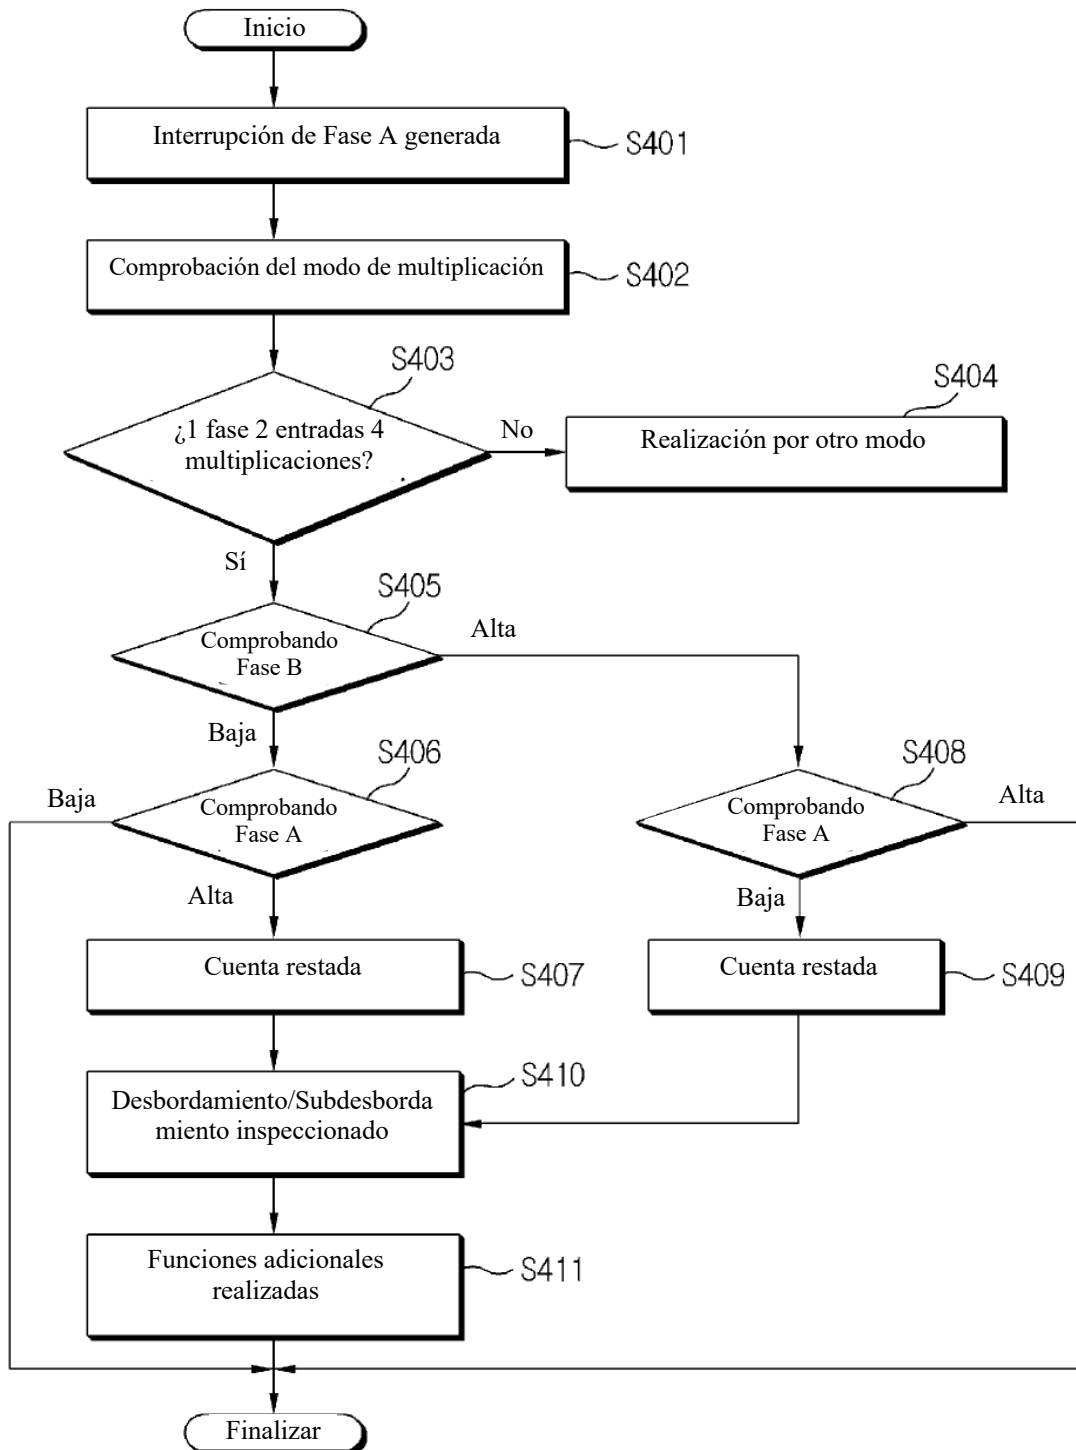 Inicio
Interrupción de Fase A generada
S401
Comprobación del modo de multiplicación
S402
S403
¿1 fase 2 entradas 4
multiplicaciones?
No
S404
Realización por otro modo
Sí
S405
Comprobando
Fase B
Alta
Baja
S406
Comprobando
Fase A
Baja
Alta
S408
Comprobando
Fase A
Alta
Baja
Cuenta restada
S407
Cuenta restada
S409
Desbordamiento/Subdesborda
miento inspeccionado
S410
Funciones adicionales
realizadas
S411
Finalizar